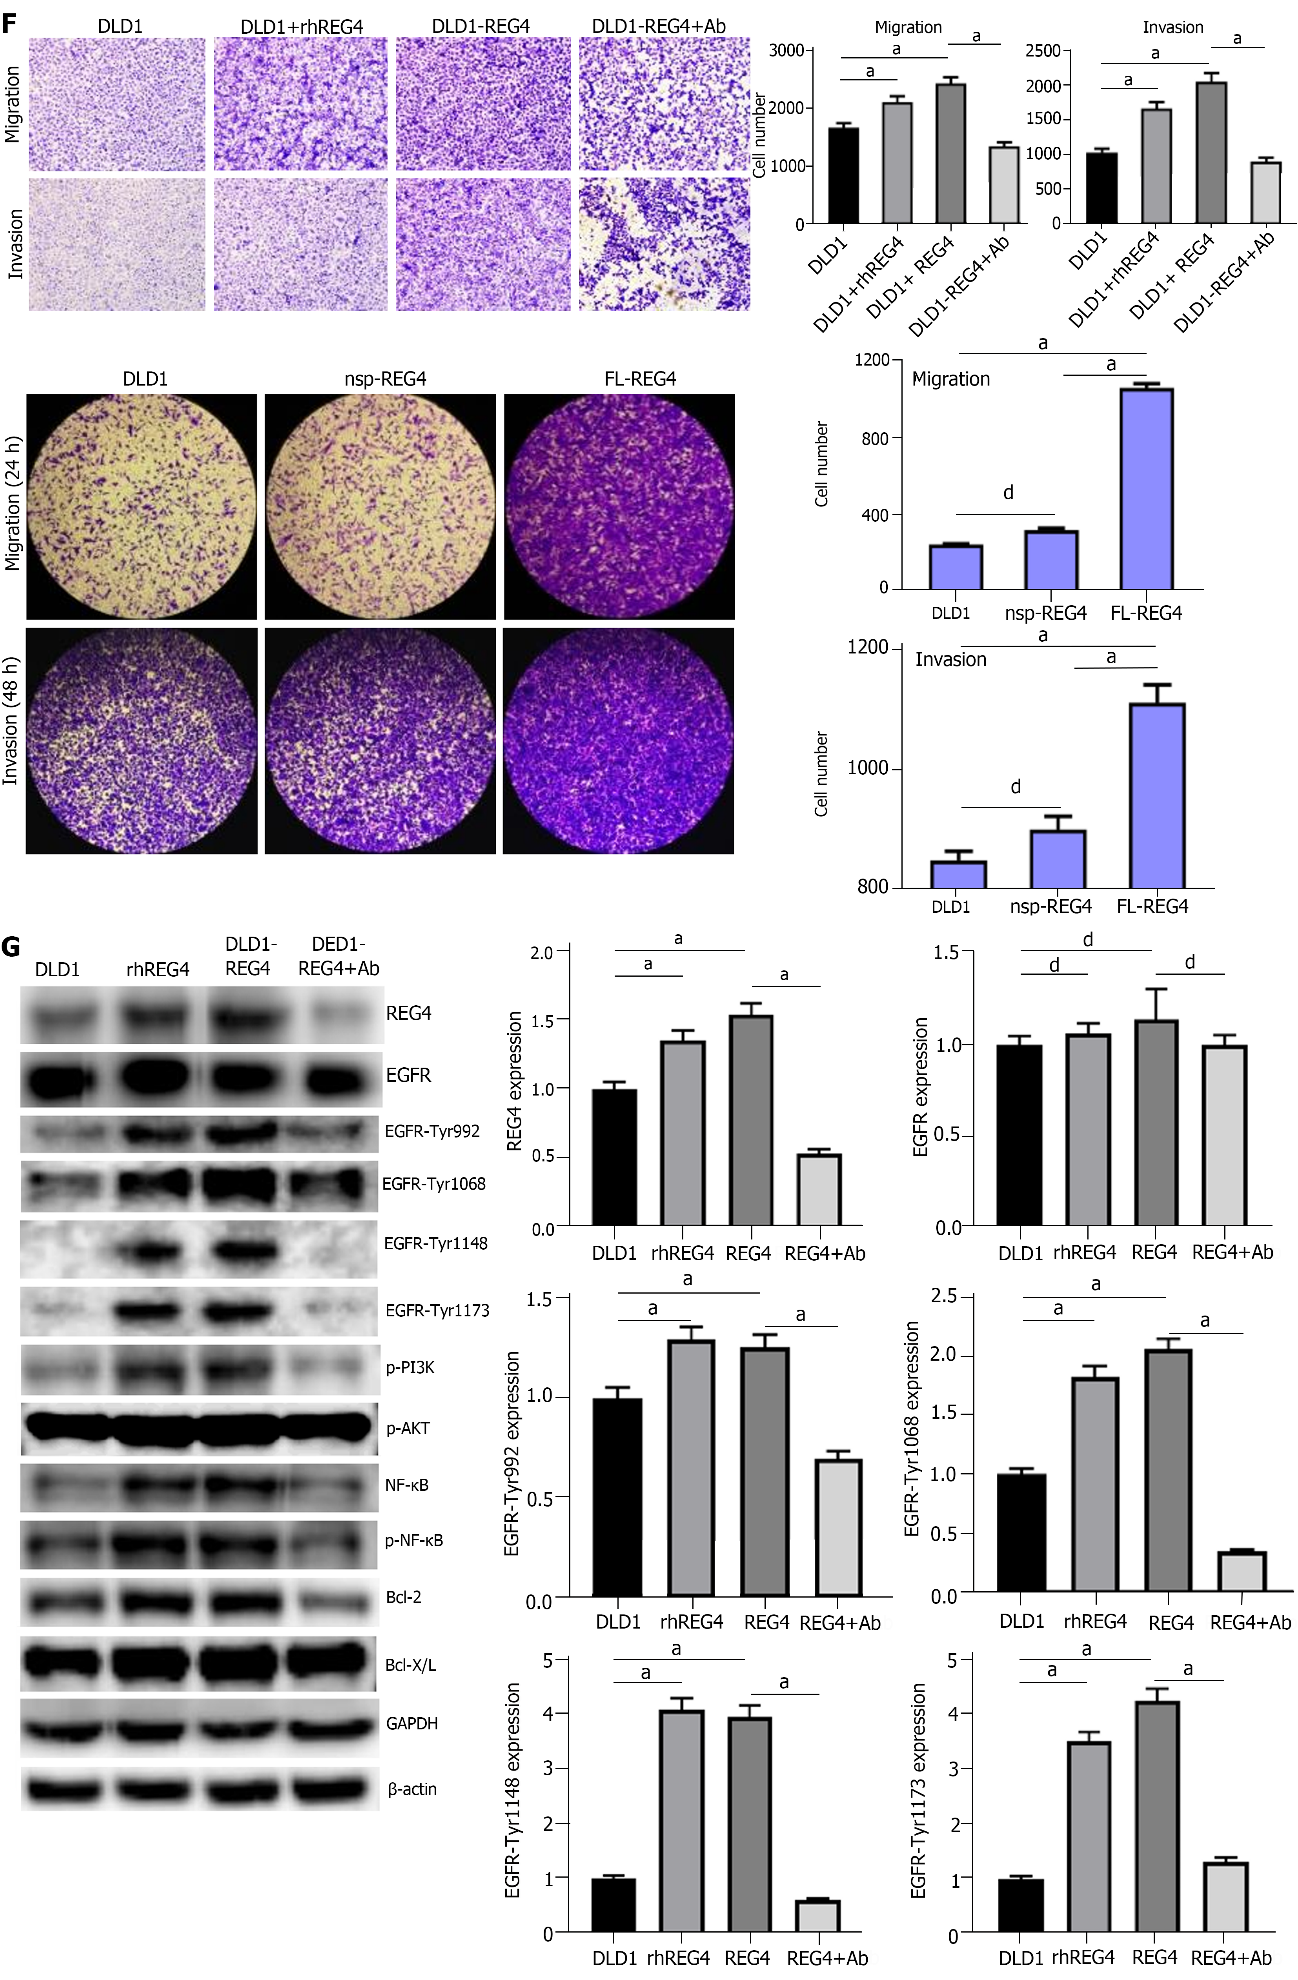 F
DLD1
DLD1+rhREG4
DLD1-REG4
DLD1-REG4+Ab
Migration
Invasion
Migration
Cell number
3000
2000
1000
0
a
a
a
DLD1
DLD1+rhREG4
DLD1+ REG4
DLD1-REG4+Ab
Invasion
2500
2000
1500
1000
500
0
a
a
a
DLD1
DLD1+rhREG4
DLD1+ REG4
DLD1-REG4+Ab
DLD1
nsp-REG4
FL-REG4
Migration (24 h)
Invasion (48 h)
Migration
Cell number
1200
800
400
0
a
a
d
DLD1
nsp-REG4
FL-REG4
Invasion
Cell number
1200
1000
800
a
a
d
DLD1
nsp-REG4
FL-REG4
G
DLD1
rhREG4
DLD1-
REG4
DED1-
REG4+Ab
REG4
EGFR
EGFR-Tyr992
EGFR-Tyr1068
EGFR-Tyr1148
EGFR-Tyr1173
p-PI3K
p-AKT
NF-κB
p-NF-κB
Bcl-2
Bcl-X/L
GAPDH
β-actin
REG4 expression
2.0
1.5
1.0
0.5
0.0
a
a
a
DLD1
rhREG4
REG4
REG4+Ab
EGFR expression
1.5
1.0
0.5
0.0
d
d
d
DLD1
rhREG4
REG4
REG4+Ab
EGFR-Tyr992 expression
1.5
1.0
0.5
0.0
a
a
a
DLD1
rhREG4
REG4
REG4+Ab
EGFR-Tyr1068 expression
2.5
2.0
1.5
1.0
0.5
0.0
a
a
a
DLD1
rhREG4
REG4
REG4+Ab
EGFR-Tyr1148 expression
5
4
3
2
1
0
a
a
a
DLD1
rhREG4
REG4
REG4+Ab
EGFR-Tyr1173 expression
5
4
3
2
1
0
a
a
a
DLD1
rhREG4
REG4
REG4+Ab